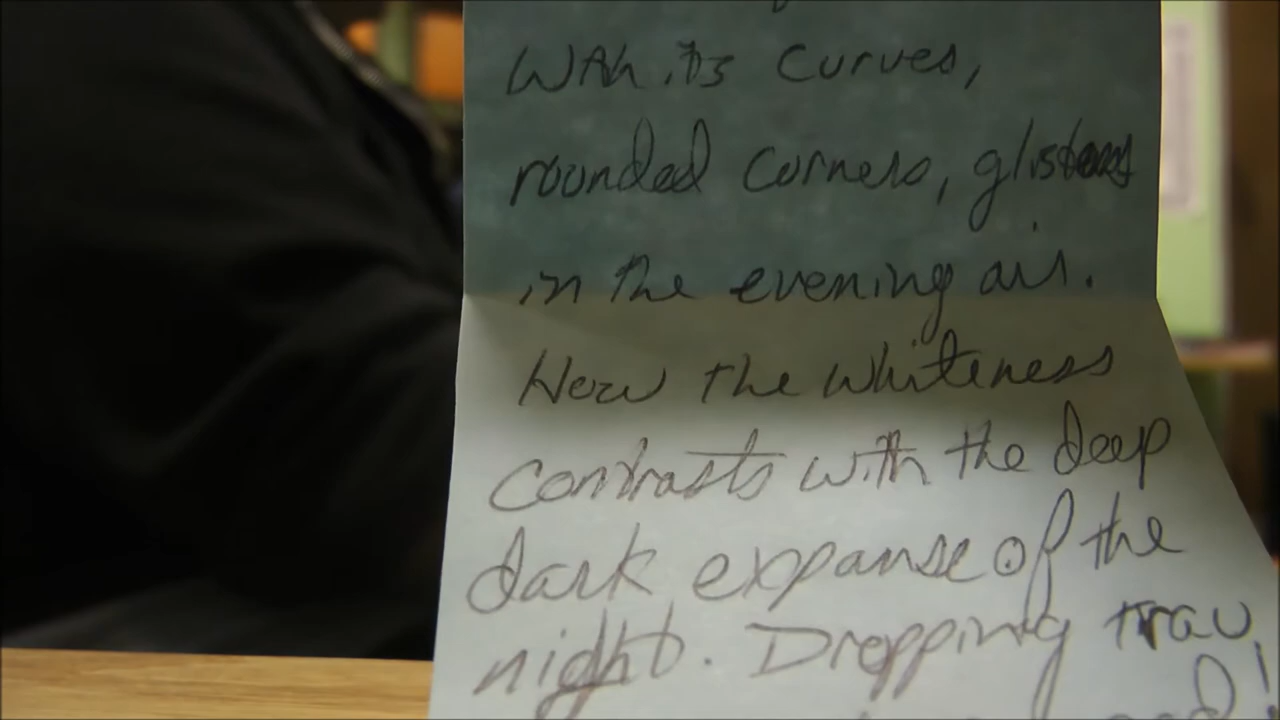 With its curves,
rounded corners, glistens
in the evening air.
How the whiteness
contrasts with the deep
dark expanse of the
night. Dropping trou